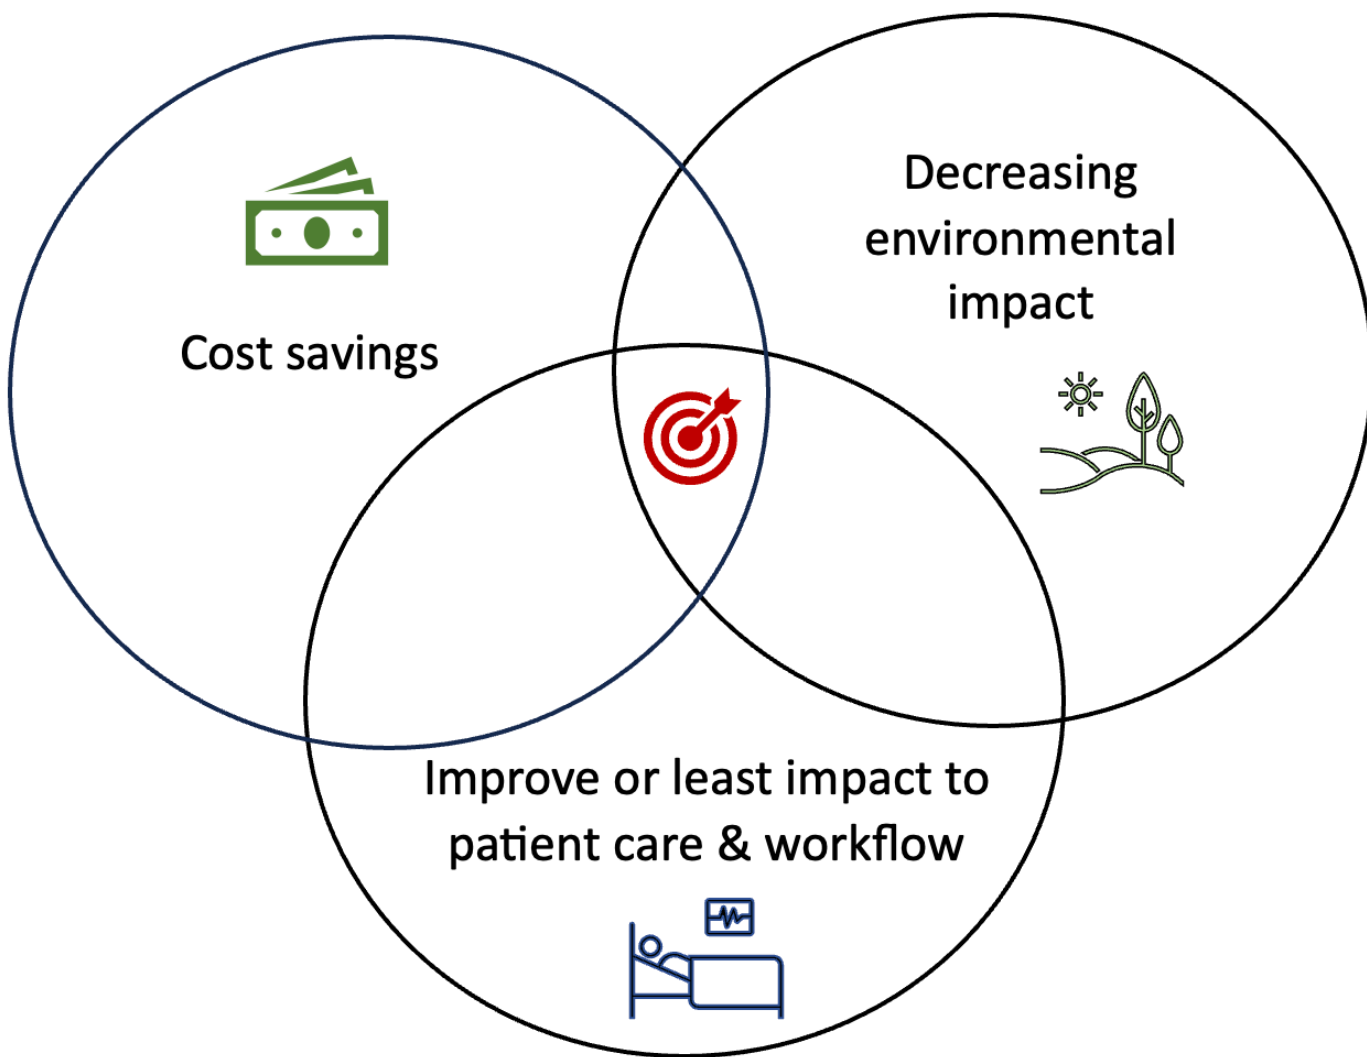 Cost savings
Decreasing
environmental
impact
Improve or least impact to
patient care & workflow